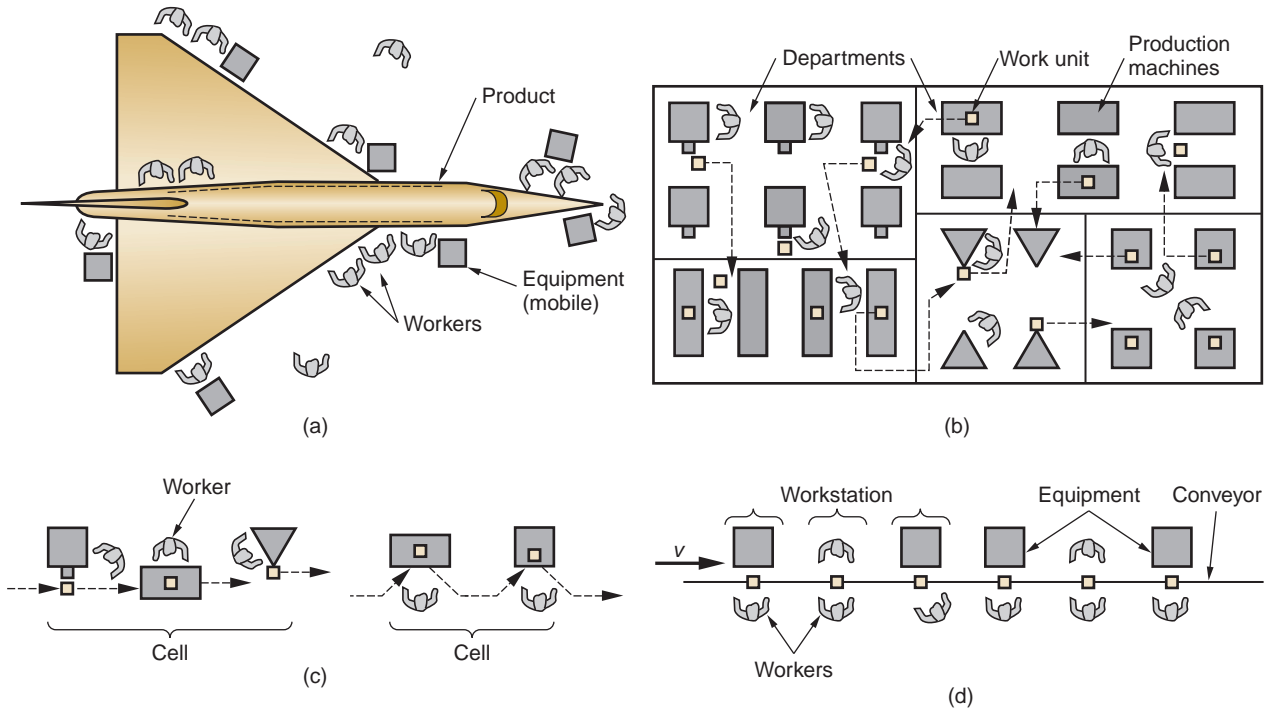 Product
Equipment
(mobile)
Workers
(a)
Departments
Work unit
Production
machines
(b)
Worker
Cell
Cell
(c)
Workstation
Equipment
Conveyor
v
Workers
(d)